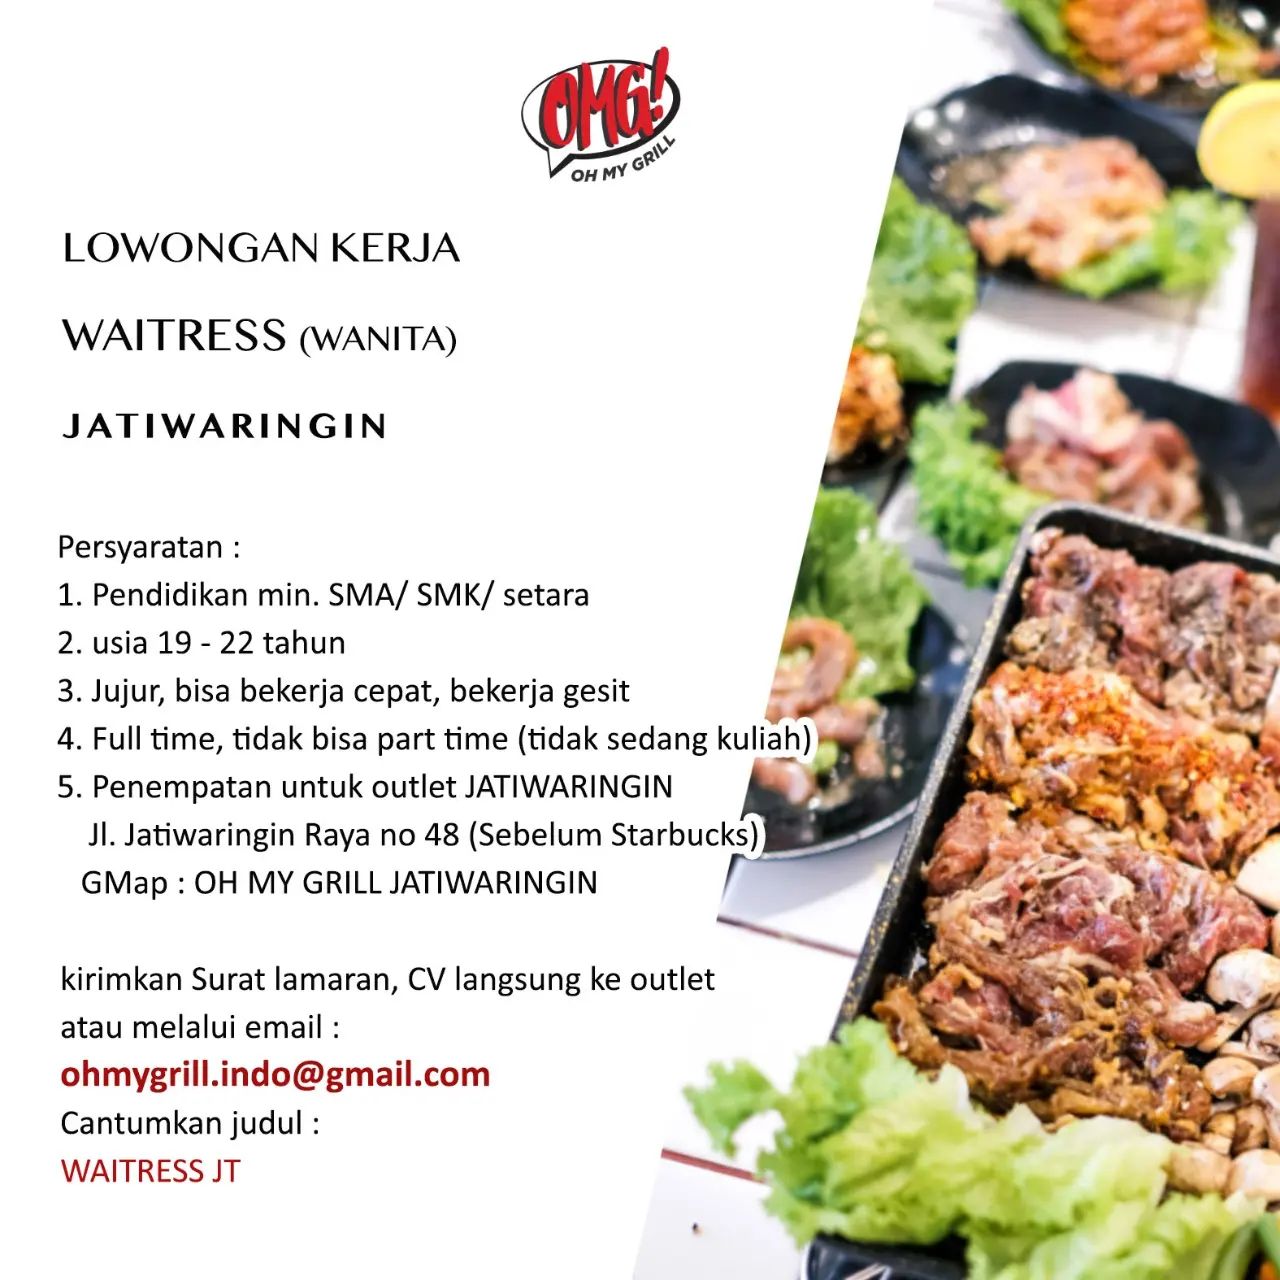 OMG!
OH MY GRILL
LOWONGAN KERJA
WAITRESS (WANITA)
JATIWARINGIN
Persyaratan :
1. Pendidikan min. SMA/ SMK/ setara
2. usia 19 - 22 tahun
3. Jujur, bisa bekerja cepat, bekerja gesit
4. Full time, tidak bisa part time (tidak sedang kuliah)
5. Penempatan untuk outlet JATIWARINGIN
Jl. Jatiwaringin Raya no 48 (Sebelum Starbucks)
GMap : OH MY GRILL JATIWARINGIN
kirimkan Surat lamaran, CV langsung ke outlet
atau melalui email :
ohmygrill.indo@gmail.com
Cantumkan judul :
WAITRESS JT